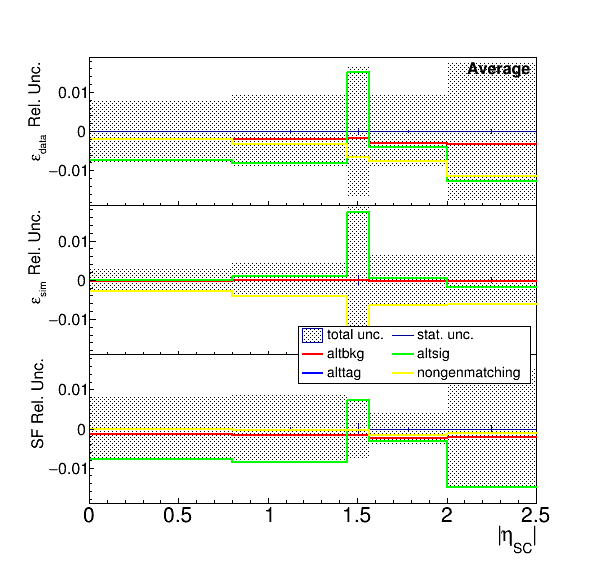 Average
ε_data Rel. Unc.
0.01
0
−0.01
ε_sim Rel. Unc.
0.01
0
−0.01
total unc.
stat. unc.
altbkg
altsig
alttag
nongenmatching
SF Rel. Unc.
0.01
0
−0.01
0 0.5 1 1.5 2 2.5
|η_SC|